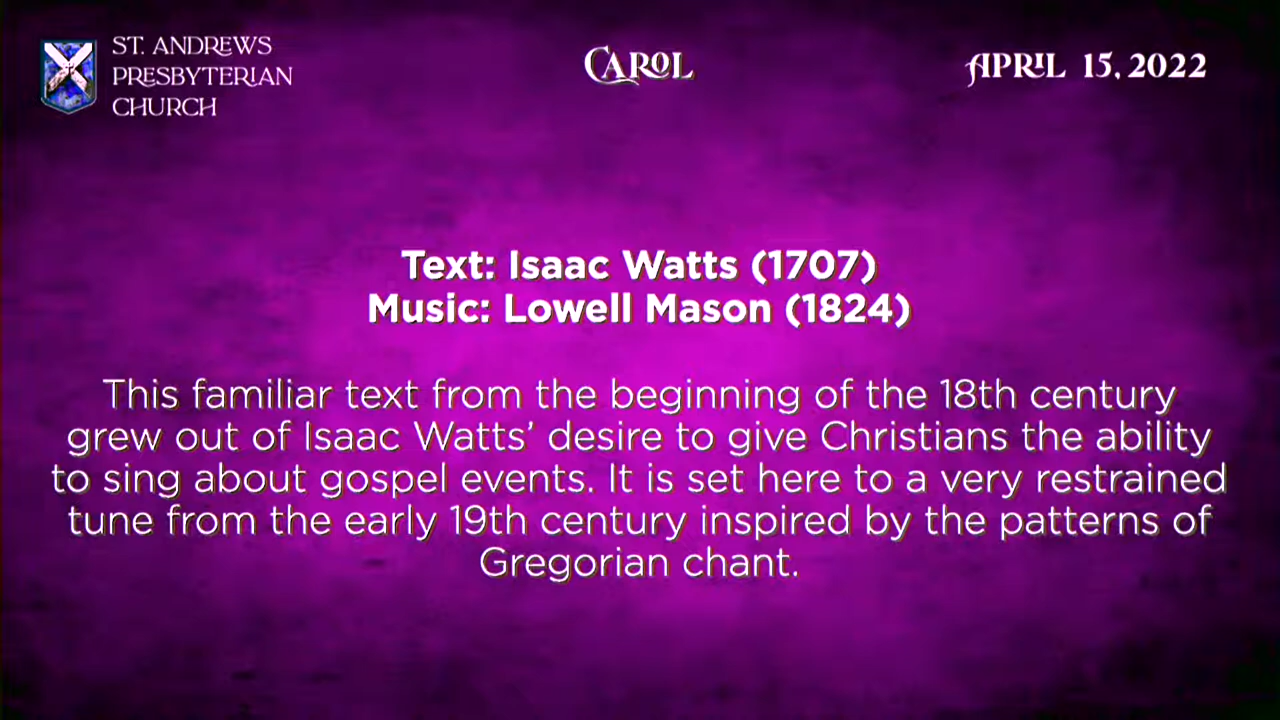 ST. ANDREWS
PRESBYTERIAN
CHURCH
CAROL
APRIL 15, 2022
Text: Isaac Watts (1707)
Music: Lowell Mason (1824)
This familiar text from the beginning of the 18th century
grew out of Isaac Watts’ desire to give Christians the ability
to sing about gospel events. It is set here to a very restrained
tune from the early 19th century inspired by the patterns of
Gregorian chant.